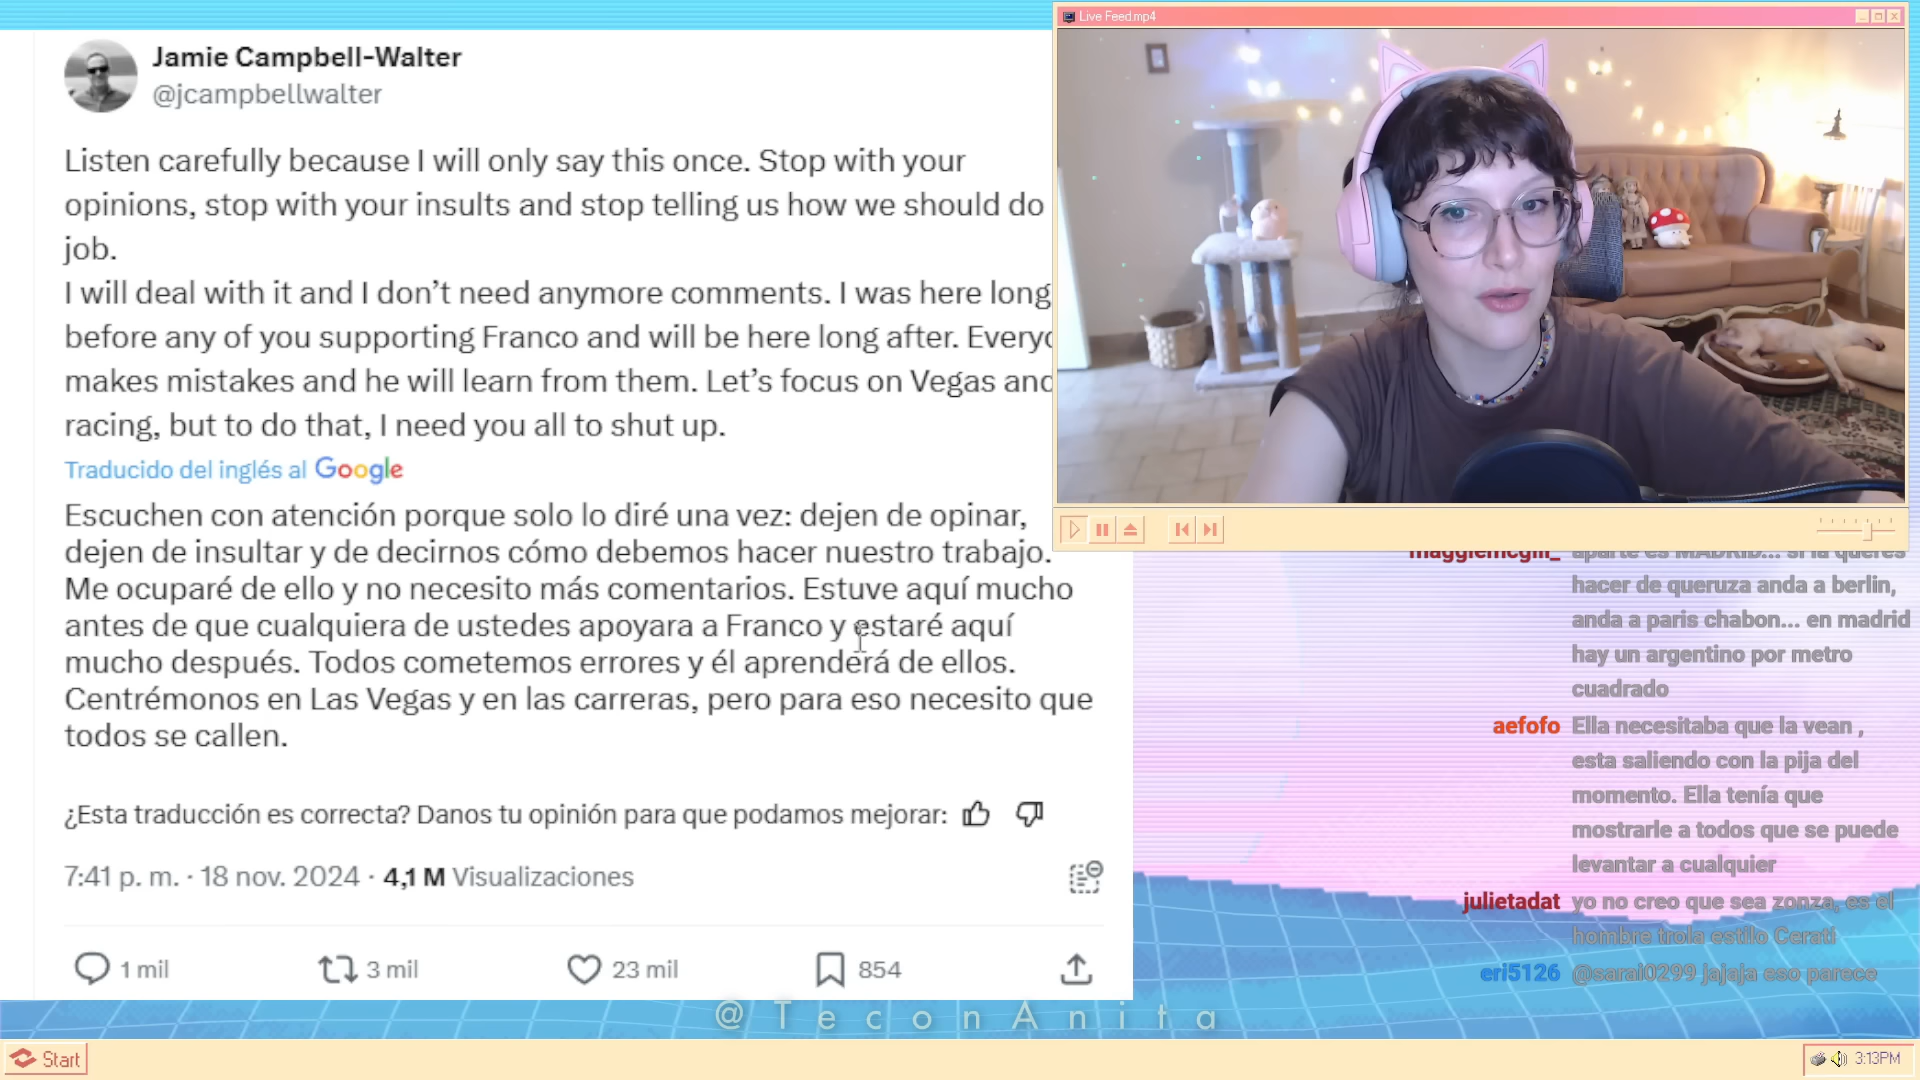 Jamie Campbell-Walter
@jcampbellwalter
Listen carefully because I will only say this once. Stop with your
opinions, stop with your insults and stop telling us how we should do
job.
I will deal with it and I don’t need anymore comments. I was here long
before any of you supporting Franco and will be here long after.
makes mistakes and he will learn from them. Let’s focus on Vegas and
racing, but to do that, I need you all to shut up.
Traducido del inglés al Google
Escuchen con atención porque solo lo diré una vez: dejen de opinar,
dejen de insultar y de decirnos cómo debemos hacer nuestro trabajo.
Me ocuparé de ello y no necesito más comentarios. Estuve aquí mucho
antes de que cualquiera de ustedes apoyara a Franco y estaré aquí
mucho después. Todos cometemos errores y él aprenderá de ellos.
Centrémonos en Las Vegas y en las carreras, pero para eso necesito que
todos se callen.
¿Esta traducción es correcta? Danos tu opinión para que podamos mejorar:
7:41 p. m. · 18 nov. 2024 · 4,1 M Visualizaciones
1 mil
3 mil
23 mil
854
Live Feed.mp4
maggiemcgill_ aparte es MADRID... si la queres
hacer de queruza anda a berlin,
anda a paris chabon... en madrid
hay un argentino por metro
cuadrado
aefofo Ella necesitaba que la vean ,
esta saliendo con la pija del
momento. Ella tenía que
mostrarle a todos que se puede
levantar a cualquier
julietadat yo no creo que sea zonza, es el
hombre trola estilo Cerati
eri5126 @sarai0299 jajaja eso parece
@TeconAnita
Start
3:13PM